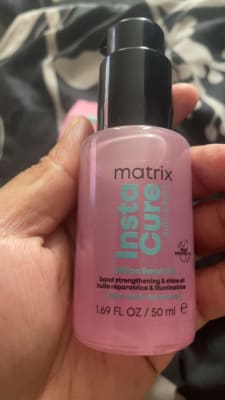 matrix
Insta
Cure
bond strengthening & shine oil
huile réparatrice & illuminatrice
1.69 FL OZ / 50 ml e